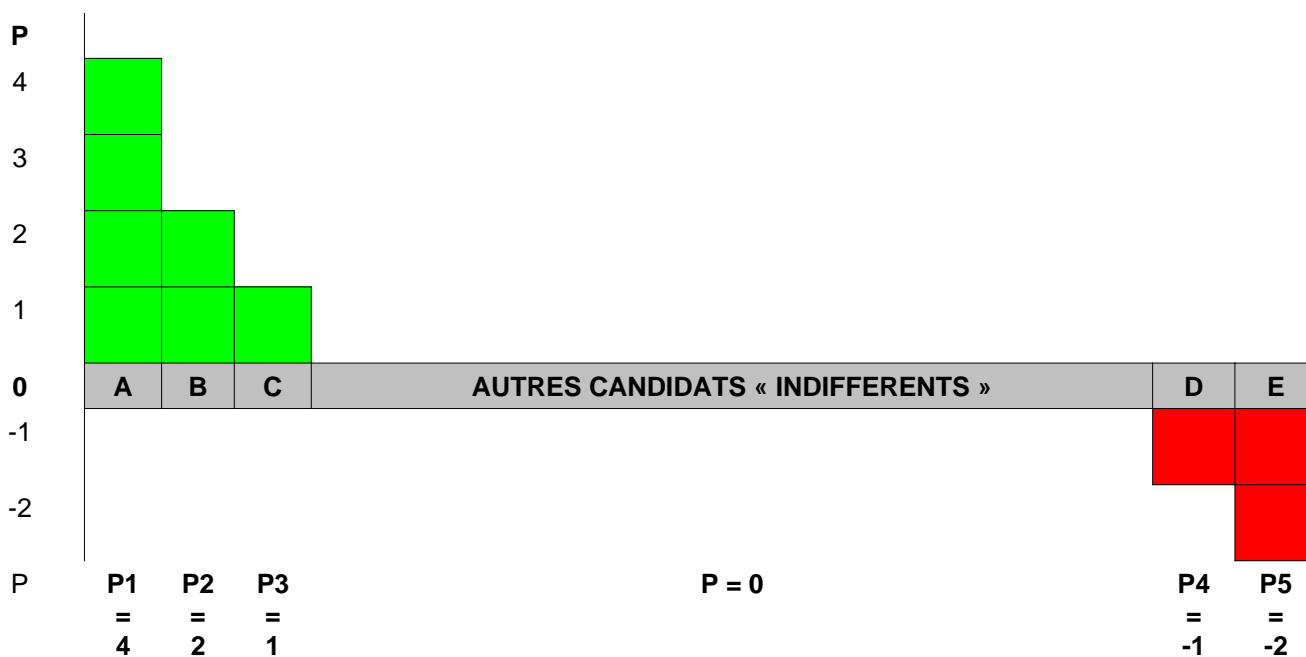 P
4
3
2
1
0 A B C AUTRES CANDIDATS « INDIFFERENTS » D E
-1
-2
P P1 P2 P3 P = 0 P4 P5
= = = = =
4 2 1 -1 -2